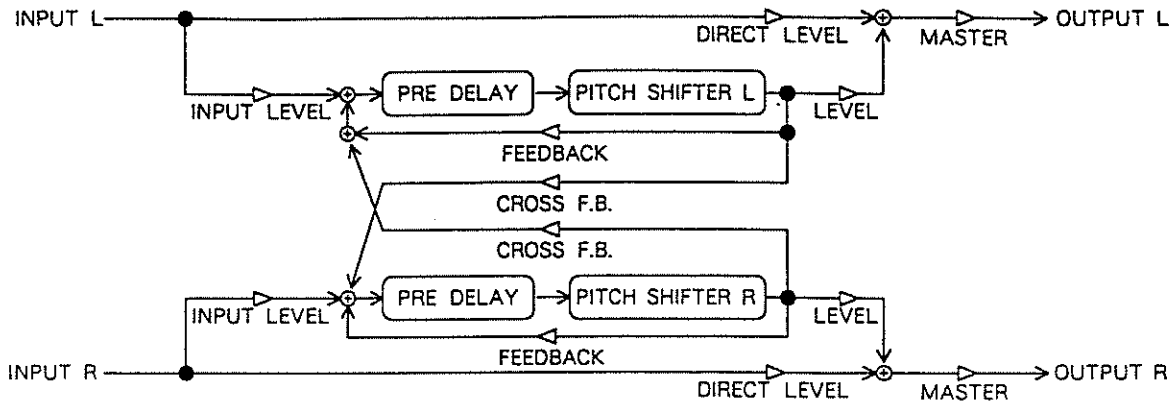 INPUT L
DIRECT LEVEL
MASTER
OUTPUT L
INPUT LEVEL
PRE DELAY
PITCH SHIFTER L
LEVEL
FEEDBACK
CROSS F.B.
CROSS F.B.
INPUT LEVEL
PRE DELAY
PITCH SHIFTER R
LEVEL
FEEDBACK
INPUT R
DIRECT LEVEL
MASTER
OUTPUT R